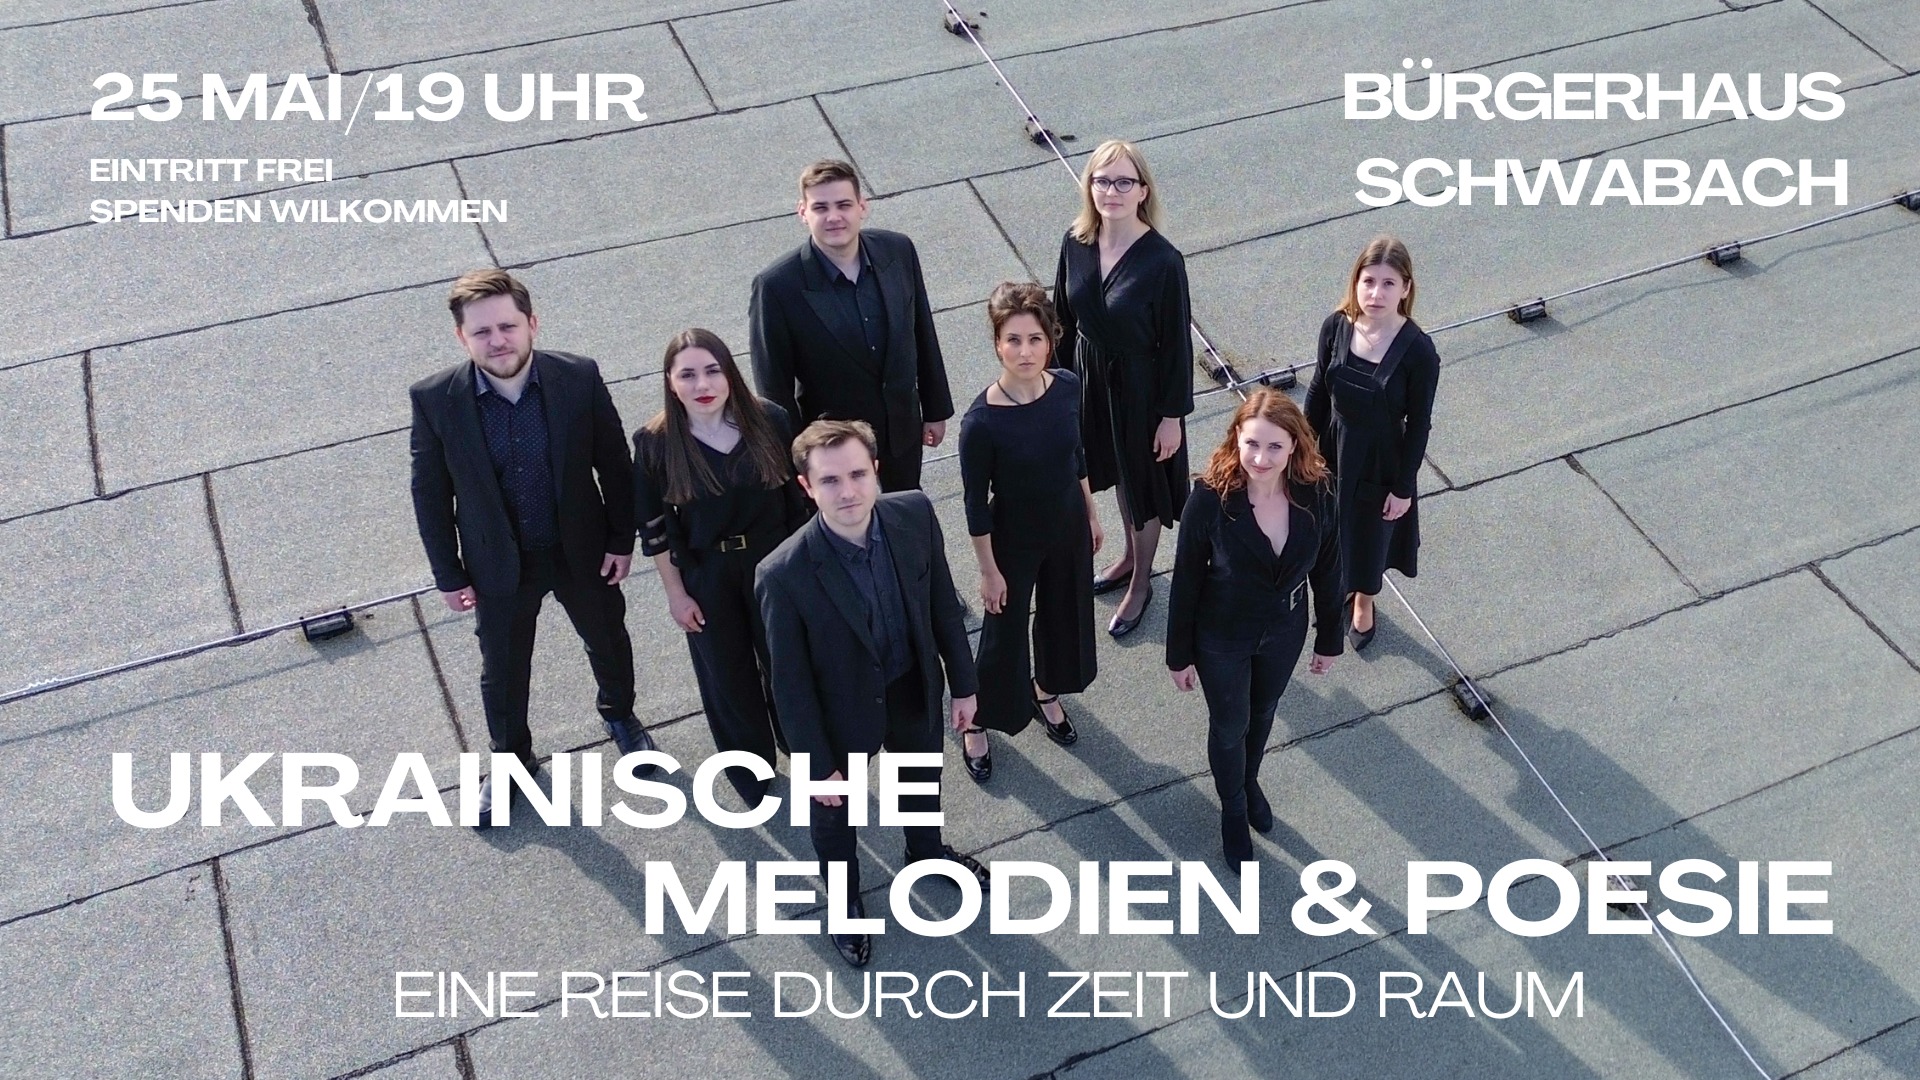 25 MAI/19 UHR
EINTRITT FREI
SPENDEN WILKOMMEN
BÜRGERHAUS
SCHWABACH
UKRAINISCHE
MELODIEN & POESIE
EINE REISE DURCH ZEIT UND RAUM